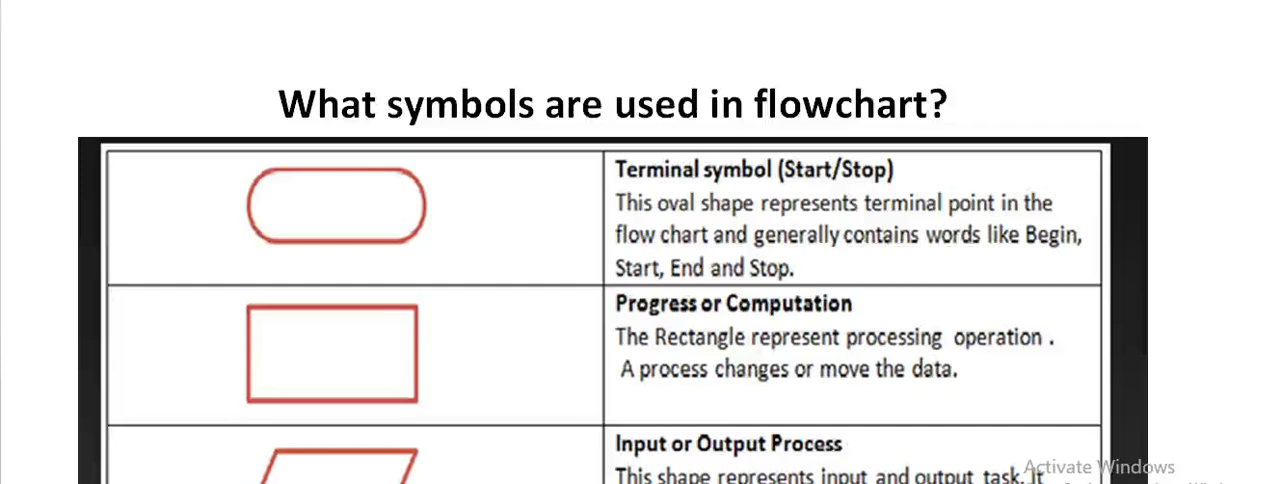 What symbols are used in flowchart?
Terminal symbol (Start/Stop)
This oval shape represents terminal point in the
flow chart and generally contains words like Begin,
Start, End and Stop.
Progress or Computation
The Rectangle represent processing operation .
A process changes or move the data.
Input or Output Process
This shape represents input and output task. It
Activate Windows